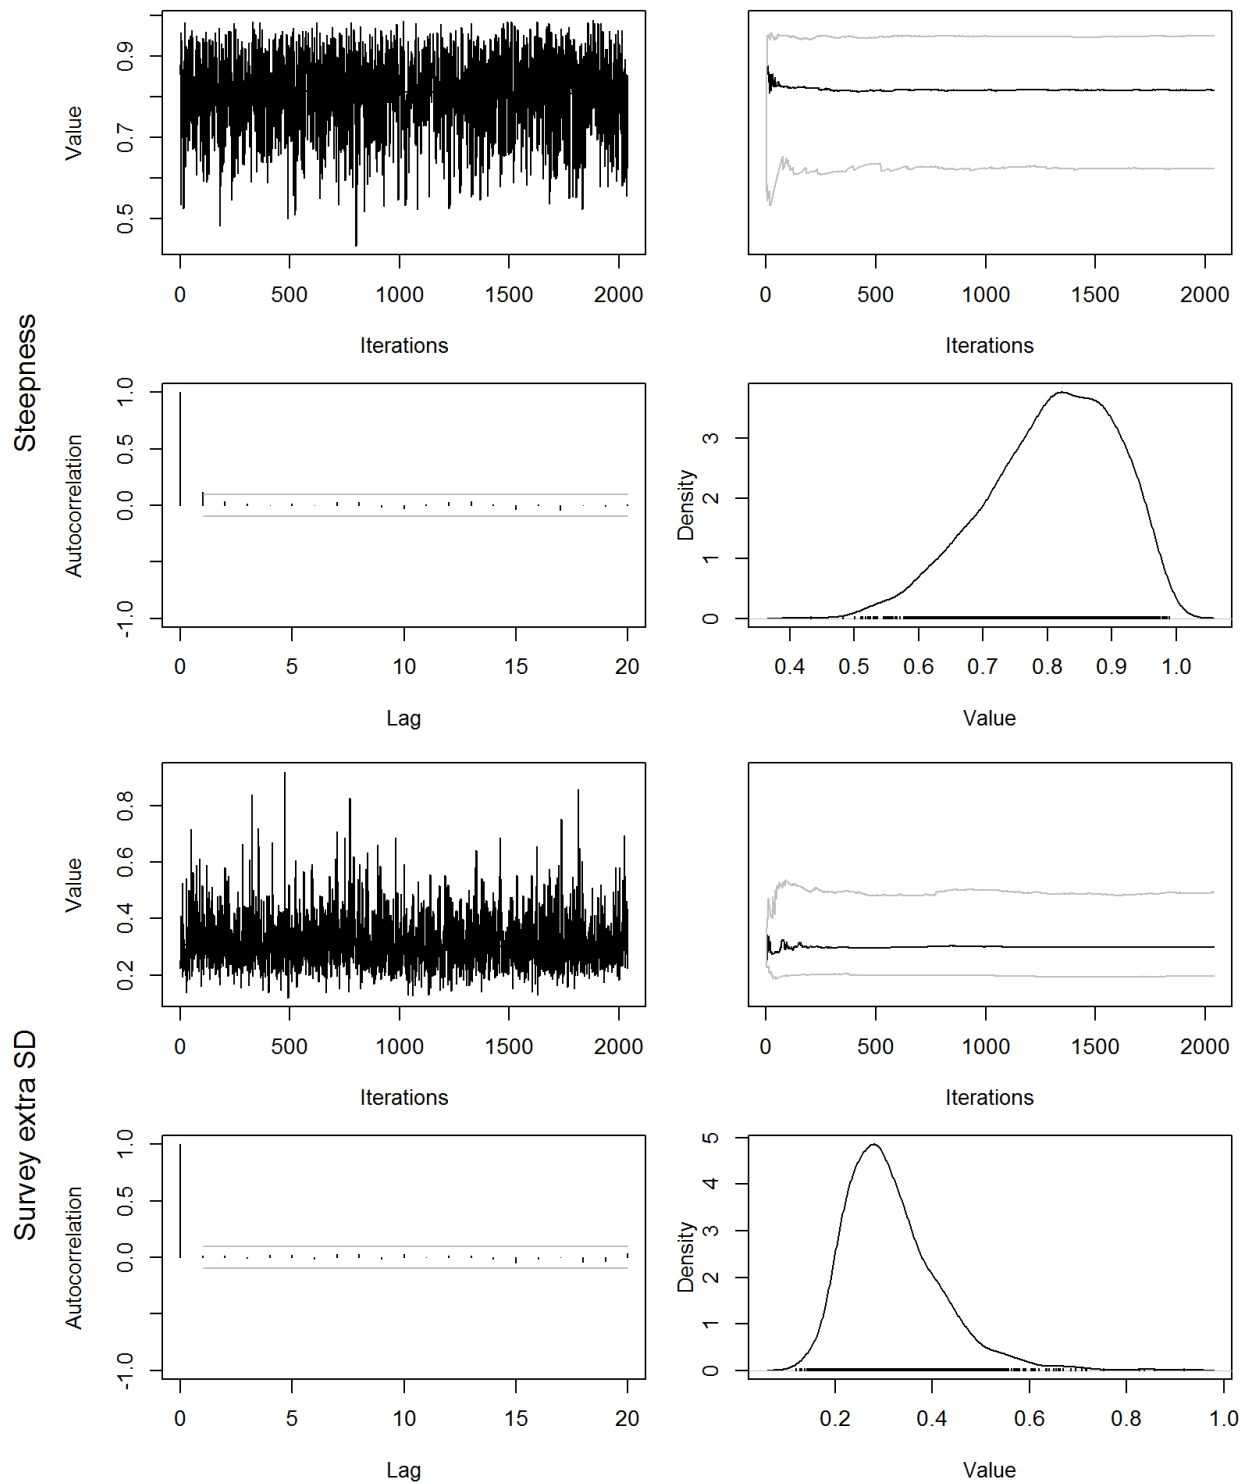 Steepness
Value
0.5 0.7 0.9
0 500 1000 1500 2000
Iterations
0 500 1000 1500 2000
Iterations
Autocorrelation
-1.0 0.0 0.5 1.0
0 5 10 15 20
Lag
Density
0 1 2 3
0.4 0.5 0.6 0.7 0.8 0.9 1.0
Value
Survey extra SD
Value
0.2 0.4 0.6 0.8
0 500 1000 1500 2000
Iterations
0 500 1000 1500 2000
Iterations
Autocorrelation
-1.0 0.0 0.5 1.0
0 5 10 15 20
Lag
Density
0 1 2 3 4 5
0.2 0.4 0.6 0.8 1.0
Value